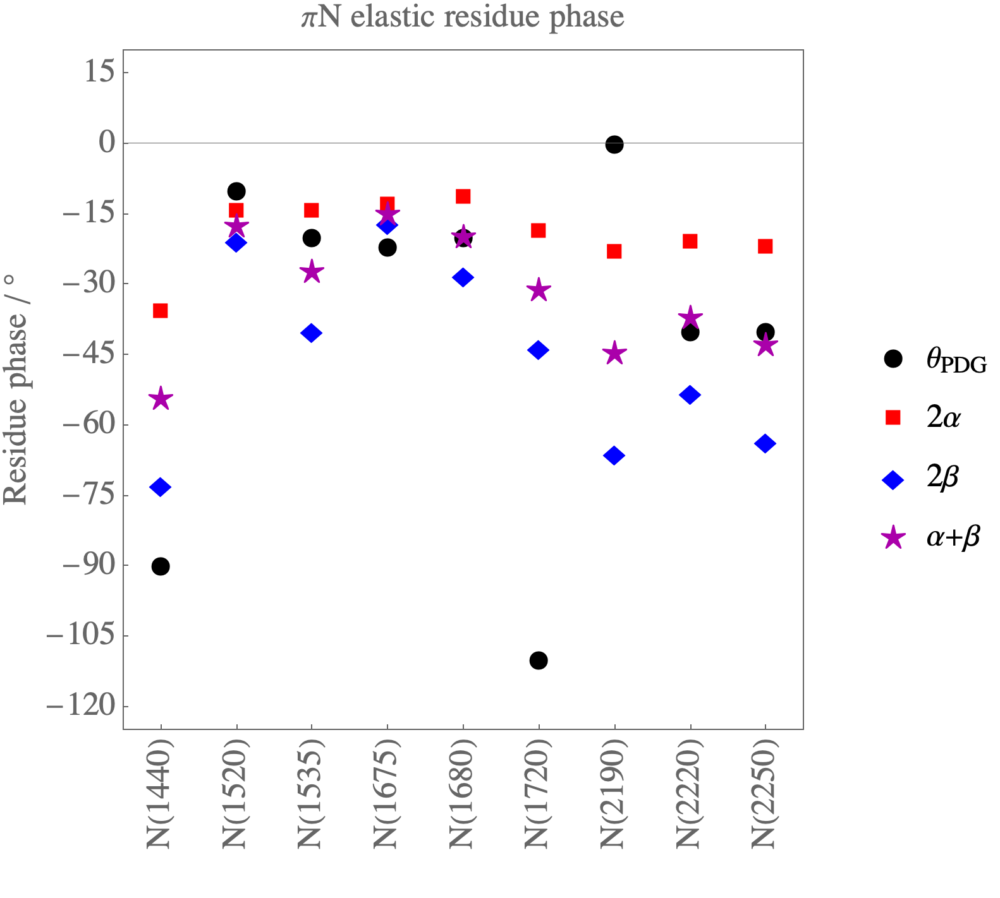 πN elastic residue phase
Residue phase / °
15
0
−15
−30
−45
−60
−75
−90
−105
−120
N(1440)
N(1520)
N(1535)
N(1675)
N(1680)
N(1720)
N(2190)
N(2220)
N(2250)
θPDG
2α
2β
α+β